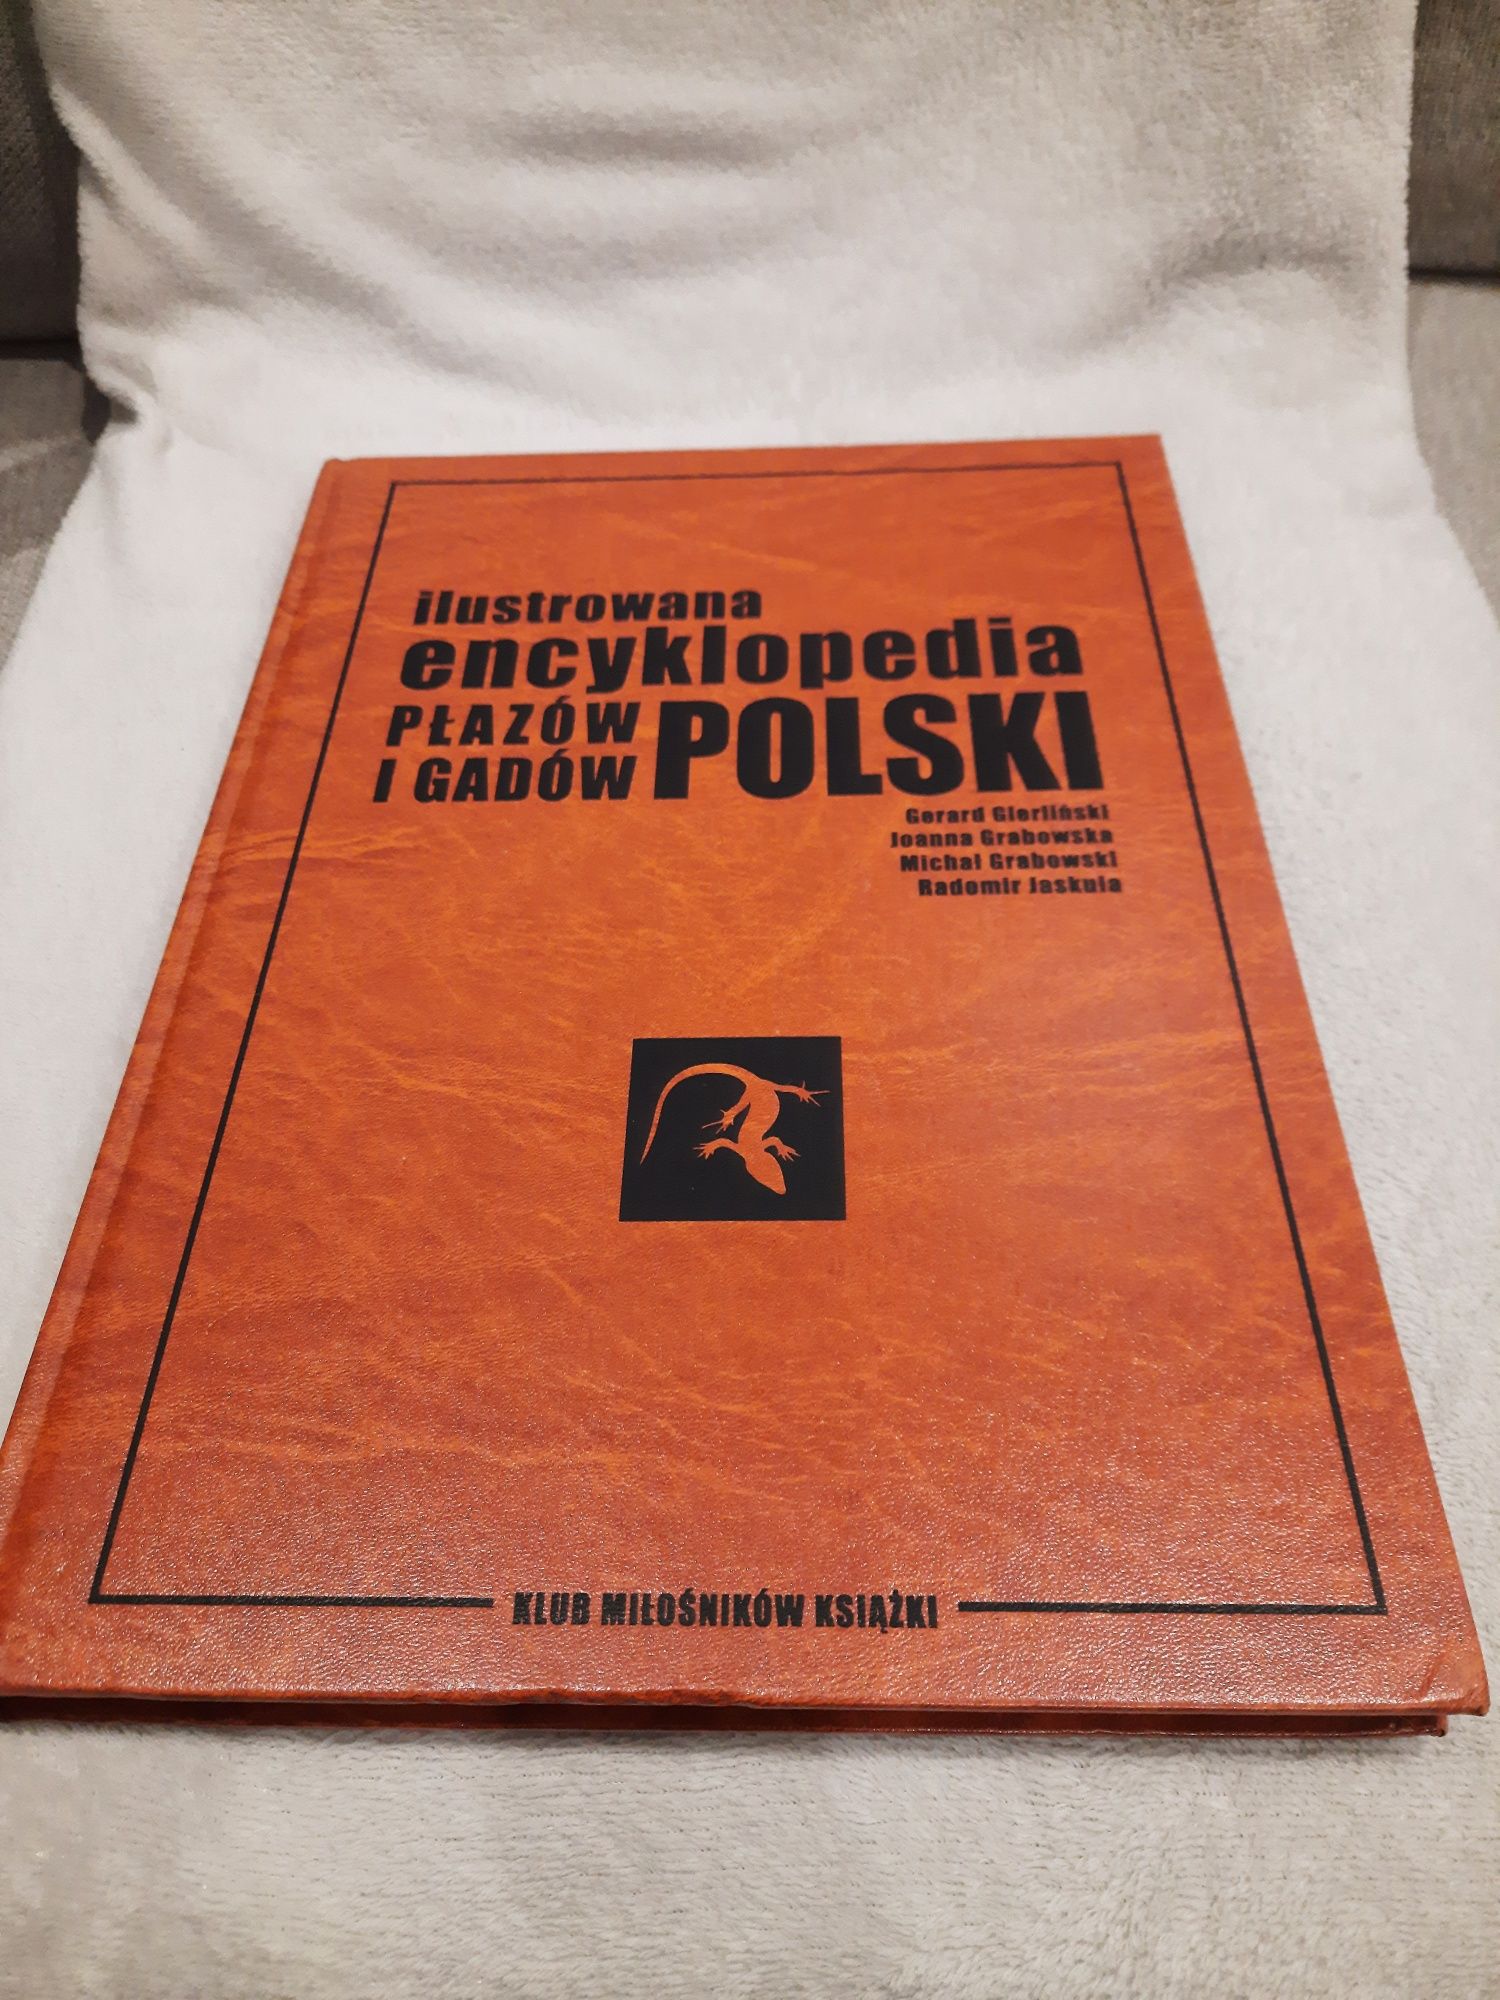 ilustrowana
encyklopedia
PŁAZÓW
I GADÓW POLSKI
Gerard Gierliński
Joanna Grabowska
Michał Grabowski
Radomir Jaskuła
KLUB MIŁOŚNIKÓW KSIĄŻKI